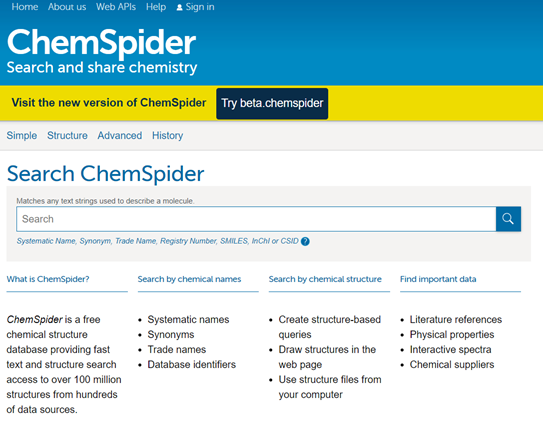 Home About us Web APIs Help Sign in
ChemSpider
Search and share chemistry
Visit the new version of ChemSpider Try beta.chemspider
Simple Structure Advanced History
Search ChemSpider
Matches any text strings used to describe a molecule.
Search
Systematic Name, Synonym, Trade Name, Registry Number, SMILES, InChI or CSID ?
What is ChemSpider?
ChemSpider is a free
chemical structure
database providing fast
text and structure search
access to over 100 million
structures from hundreds
of data sources.
Search by chemical names
• Systematic names
• Synonyms
• Trade names
• Database identifiers
Search by chemical structure
• Create structure-based
queries
• Draw structures in the
web page
• Use structure files from
your computer
Find important data
• Literature references
• Physical properties
• Interactive spectra
• Chemical suppliers